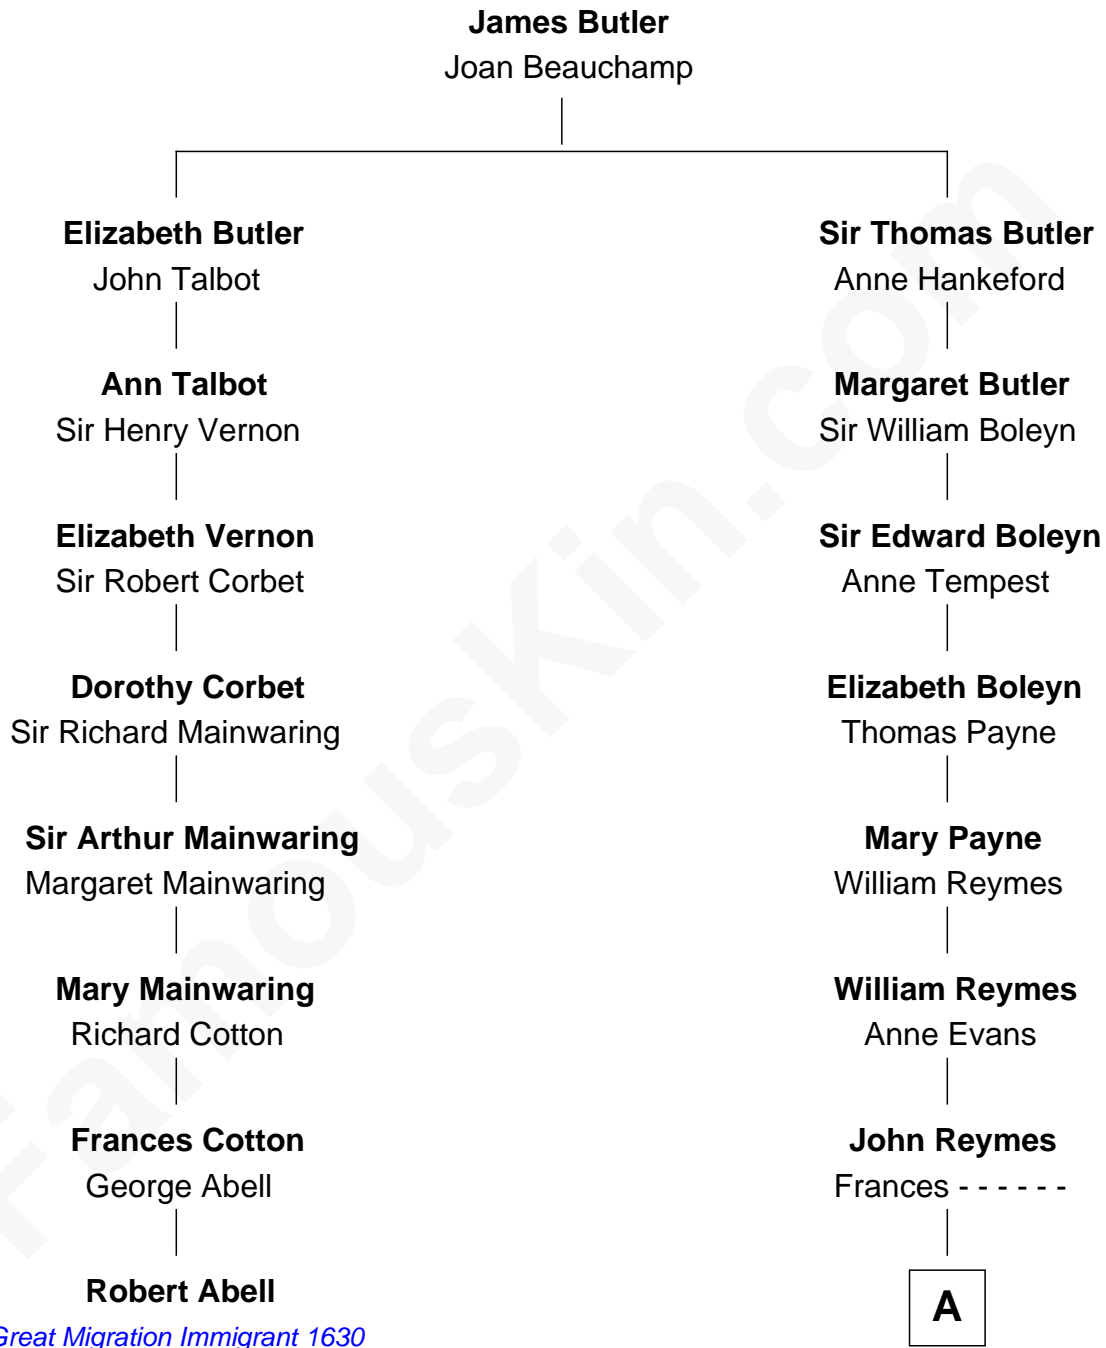 James Butler
Joan Beauchamp
Elizabeth Butler
John Talbot
Sir Thomas Butler
Anne Hankeford
Ann Talbot
Sir Henry Vernon
Margaret Butler
Sir William Boleyn
Elizabeth Vernon
Sir Robert Corbet
Sir Edward Boleyn
Anne Tempest
Dorothy Corbet
Sir Richard Mainwaring
Elizabeth Boleyn
Thomas Payne
Sir Arthur Mainwaring
Margaret Mainwaring
Mary Payne
William Reymes
Mary Mainwaring
Richard Cotton
William Reymes
Anne Evans
Frances Cotton
George Abell
John Reymes
Frances - - - - - -
Robert Abell
Great Migration Immigrant 1630
A
FamousKin.com